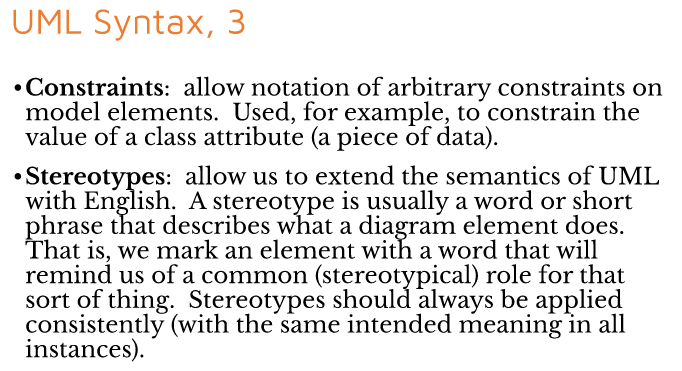 UML Syntax, 3
•Constraints:  allow notation of arbitrary constraints on
model elements.  Used, for example, to constrain the
value of a class attribute (a piece of data).
•Stereotypes:  allow us to extend the semantics of UML
with English.  A stereotype is usually a word or short
phrase that describes what a diagram element does.
That is, we mark an element with a word that will
remind us of a common (stereotypical) role for that
sort of thing.  Stereotypes should always be applied
consistently (with the same intended meaning in all
instances).